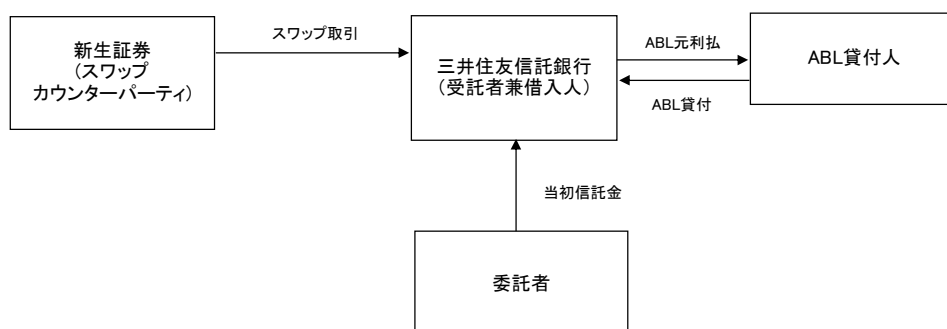 新生証券
(スワップ
カウンターパーティ)
スワップ取引
三井住友信託銀行
(受託者兼借入人)
ABL元利払
ABL貸付
ABL貸付人
当初信託金
委託者